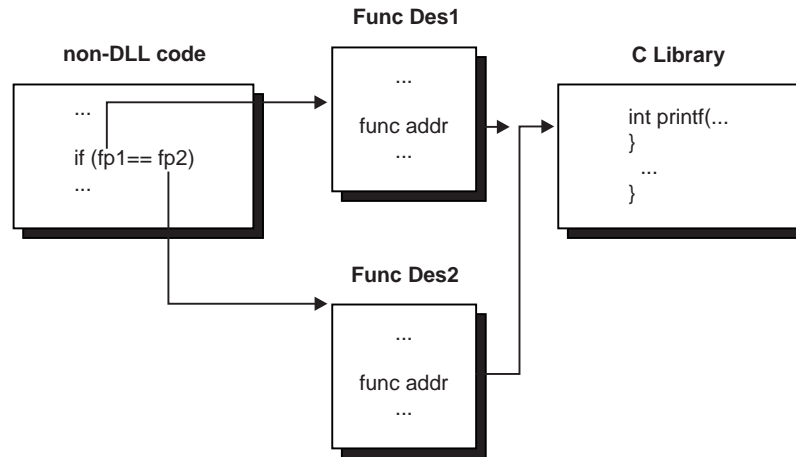 non-DLL code
...
if (fp1== fp2)
...
Func Des1
...
func addr
...
Func Des2
...
func addr
...
C Library
int printf(...
}
...
}